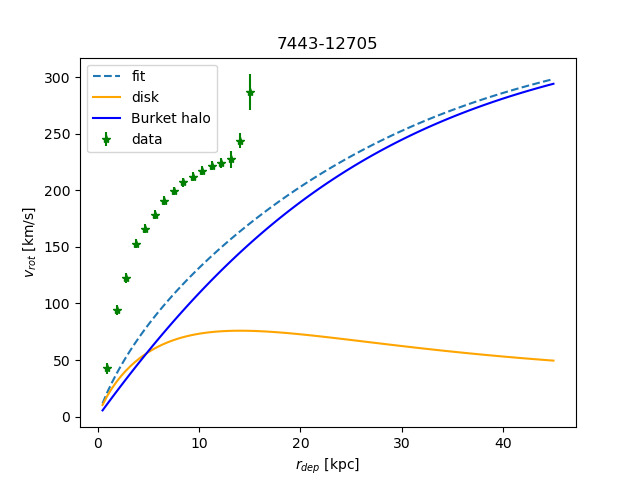 7443-12705
fit
disk
Burket halo
data
300
250
200
150
100
50
0
v_rot [km/s]
0 10 20 30 40
r_dep [kpc]